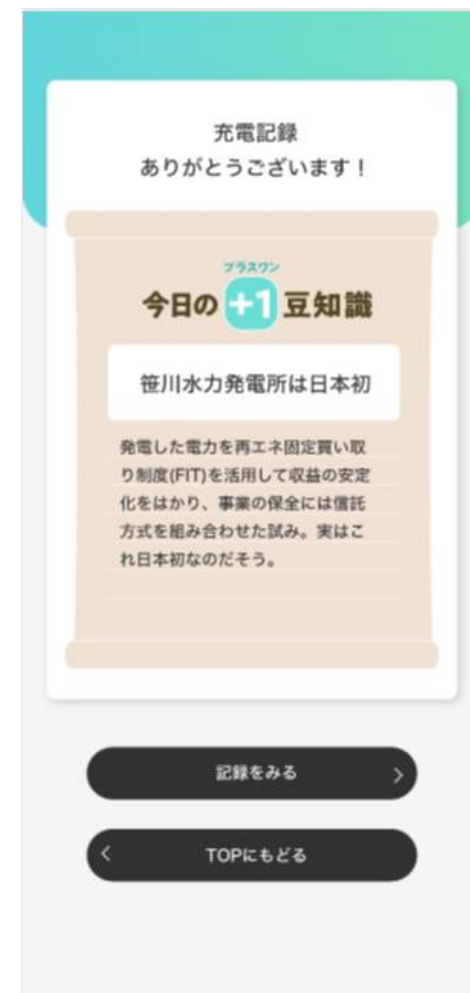 充電記録
ありがとうございます！
プラスワン
今日の+1豆知識
笹川水力発電所は日本初
発電した電力を再エネ固定買い取
り制度(FIT)を活用して収益の安定
化をはかり、事業の保全には信託
方式を組み合わせた試み。実はこ
れ日本初なのだそう。
記録をみる
TOPにもどる